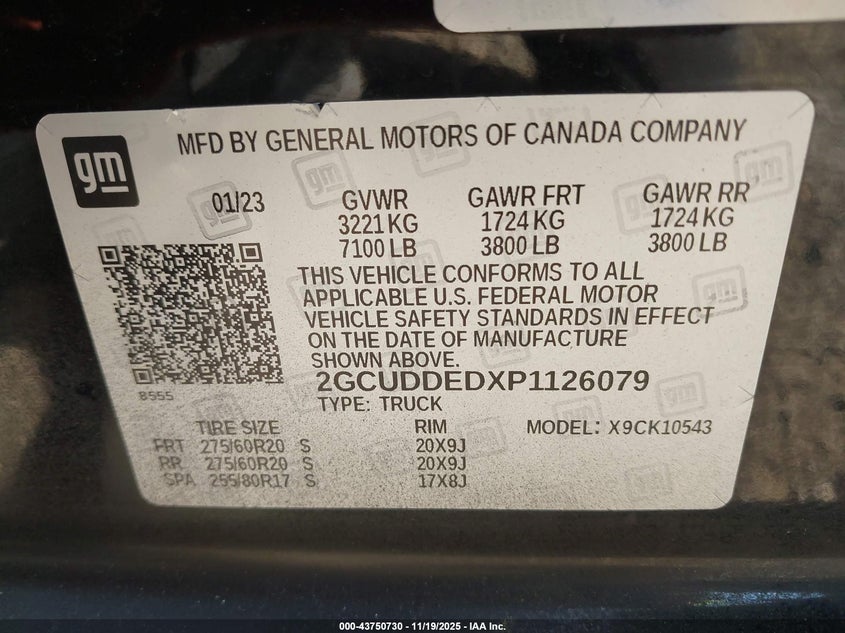 gm
MFD BY GENERAL MOTORS OF CANADA COMPANY
01/23 GVWR GAWR FRT GAWR RR
3221 KG 1724 KG 1724 KG
7100 LB 3800 LB 3800 LB
THIS VEHICLE CONFORMS TO ALL
APPLICABLE U.S. FEDERAL MOTOR
VEHICLE SAFETY STANDARDS IN EFFECT
ON THE DATE OF MANUFACTURE
SHOWN ABOVE.
2GCUDDEDXP1126079
8555
TYPE: TRUCK
TIRE SIZE RIM MODEL: X9CK10543
FRT 275/60R20 S 20X9J
RR 275/60R20 S 20X9J
SPA 255/80R17 S 17X8J
000-43750730 - 11/19/2025 - IAA Inc.